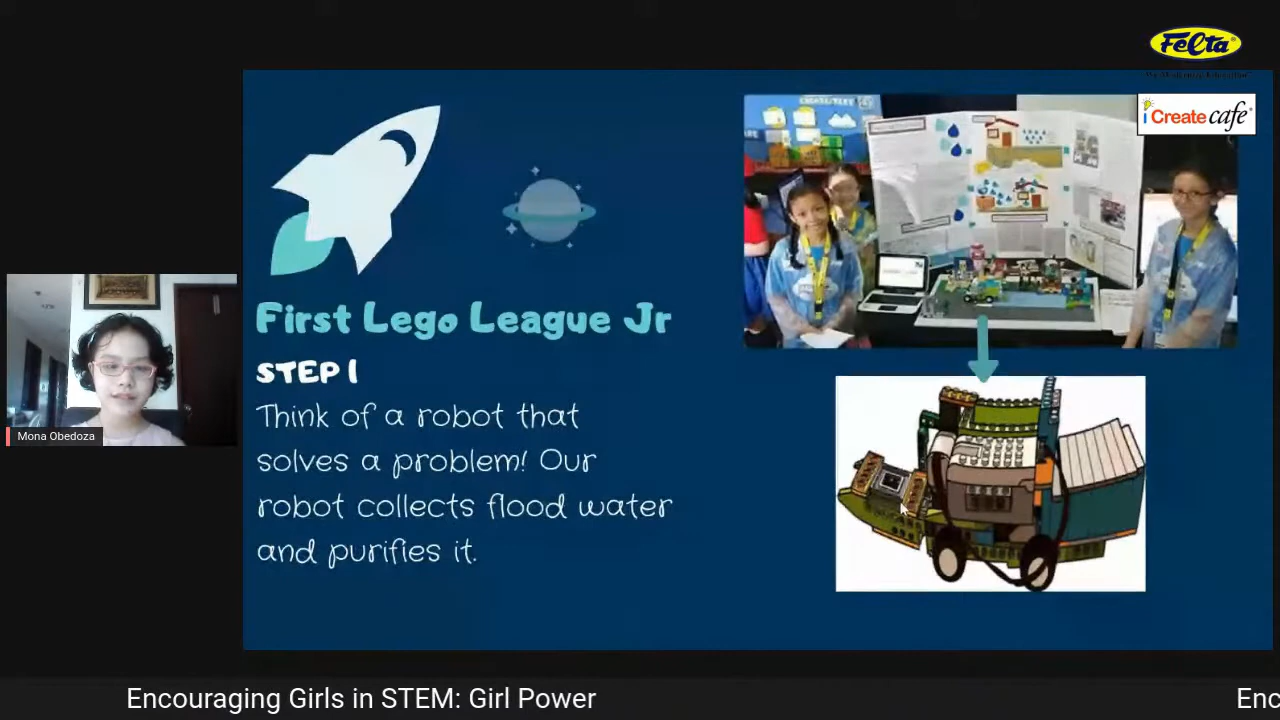 Felta
i Create cafe
First Lego League Jr
STEP 1
Think of a robot that
solves a problem! Our
robot collects flood water
and purifies it.
Mona Obedoza
Encouraging Girls in STEM: Girl Power
Enc